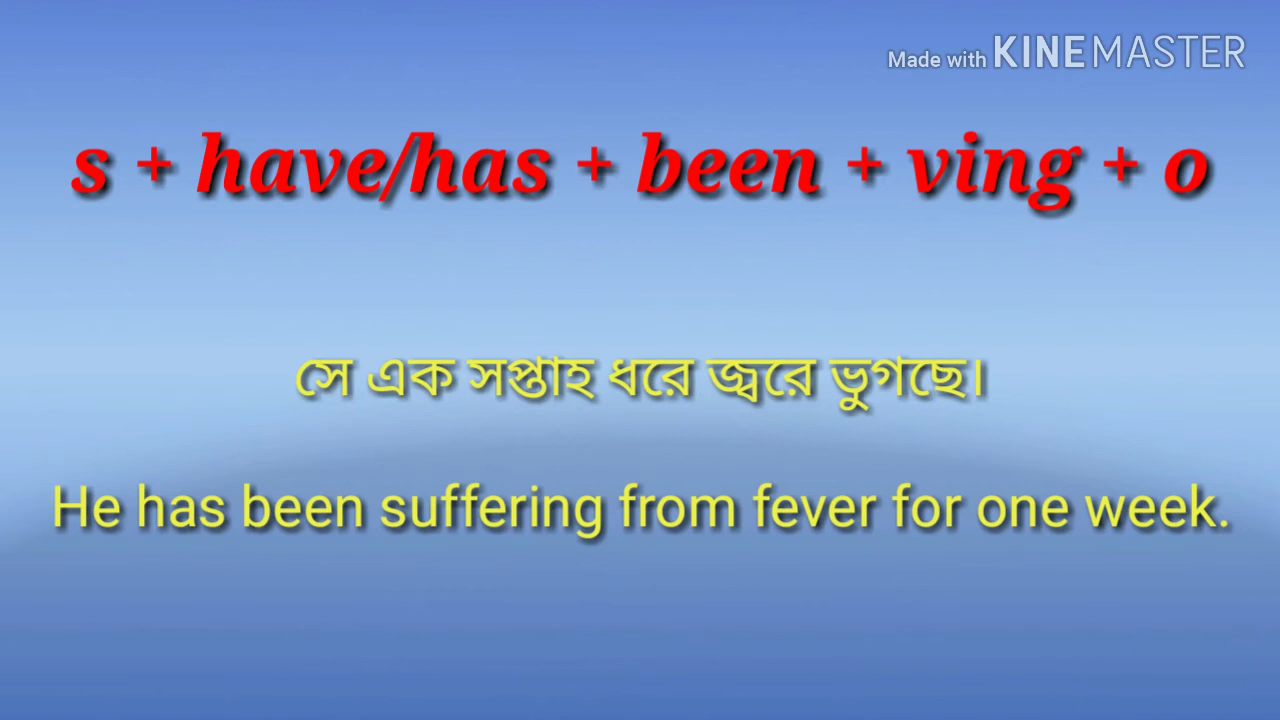 Made with KINEMASTER
s + have/has + been + ving + o
সে এক সপ্তাহ ধরে জ্বরে ভুগছে।
He has been suffering from fever for one week.